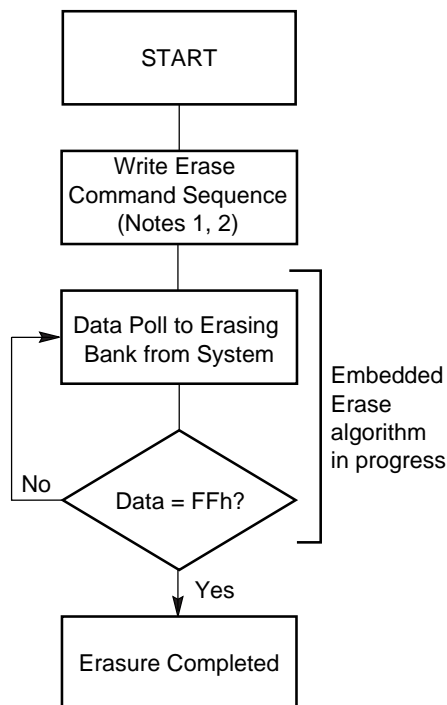 START
Write Erase
Command Sequence
(Notes 1, 2)
Data Poll to Erasing
Bank from System
Embedded
Erase
algorithm
in progress
No
Data = FFh?
Yes
Erasure Completed